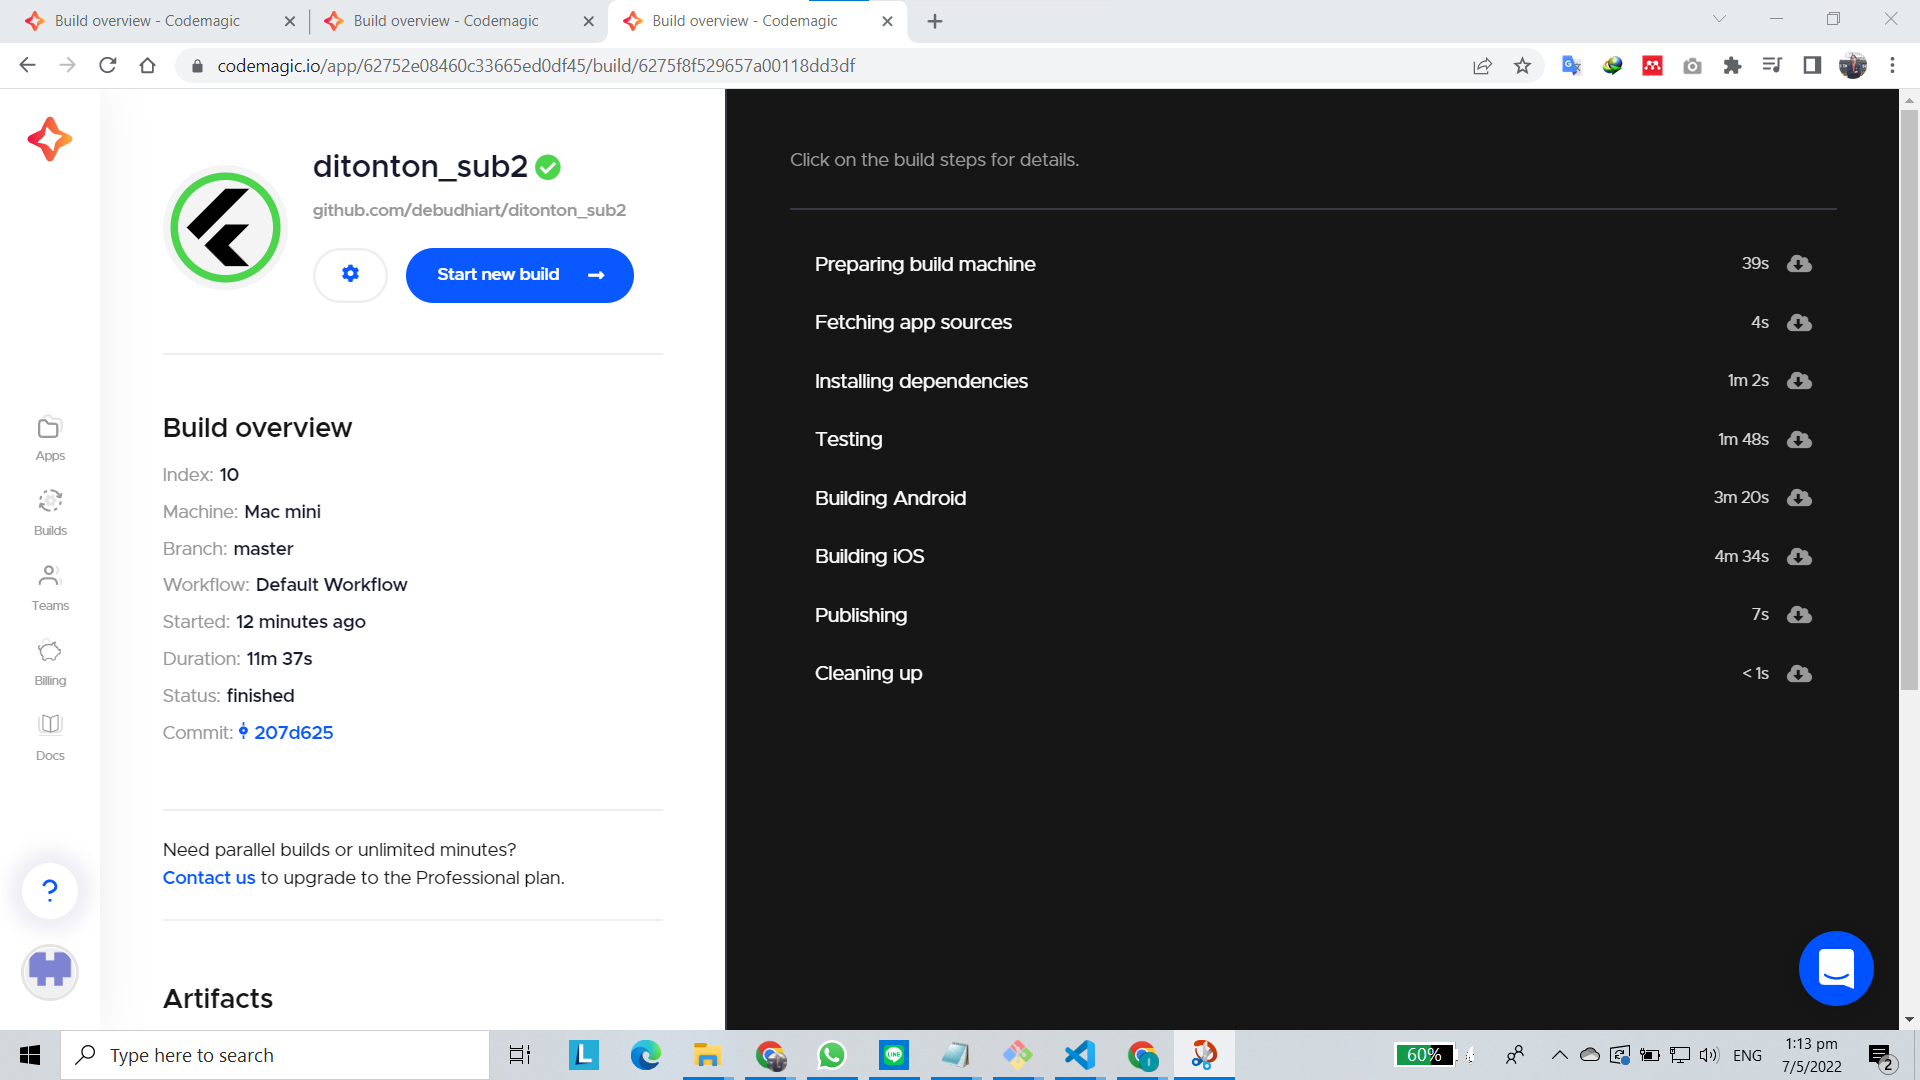 Build overview - Codemagic
Build overview - Codemagic
Build overview - Codemagic
codemagic.io/app/62752e08460c33665ed0df45/build/6275f8f529657a00118dd3df
ditonton_sub2
github.com/debudhiart/ditonton_sub2
Start new build
Build overview
Index: 10
Machine: Mac mini
Branch: master
Workflow: Default Workflow
Started: 12 minutes ago
Duration: 11m 37s
Status: finished
Commit: 207d625
Need parallel builds or unlimited minutes?
Contact us to upgrade to the Professional plan.
Artifacts
Apps
Builds
Teams
Billing
Docs
?
Click on the build steps for details.
Preparing build machine 39s
Fetching app sources 4s
Installing dependencies 1m 2s
Testing 1m 48s
Building Android 3m 20s
Building iOS 4m 34s
Publishing 7s
Cleaning up < 1s
Type here to search
L
LINE
I
60%
ENG
1:13 pm
7/5/2022
2